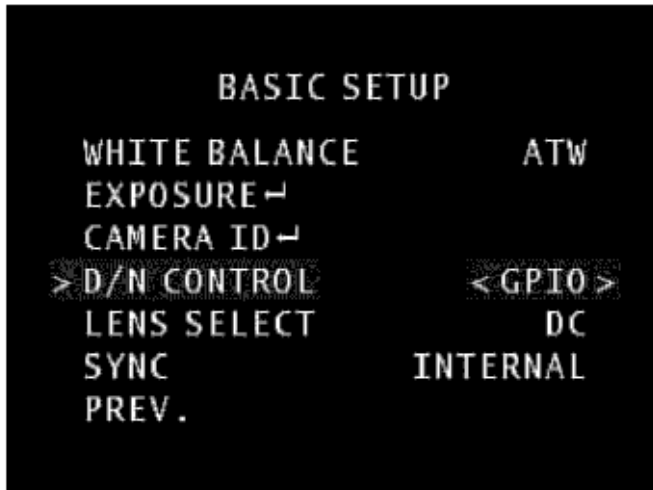 BASIC SETUP
WHITE BALANCE ATW
EXPOSURE↵
CAMERA ID↵
> D/N CONTROL <GPIO>
LENS SELECT DC
SYNC INTERNAL
PREV.